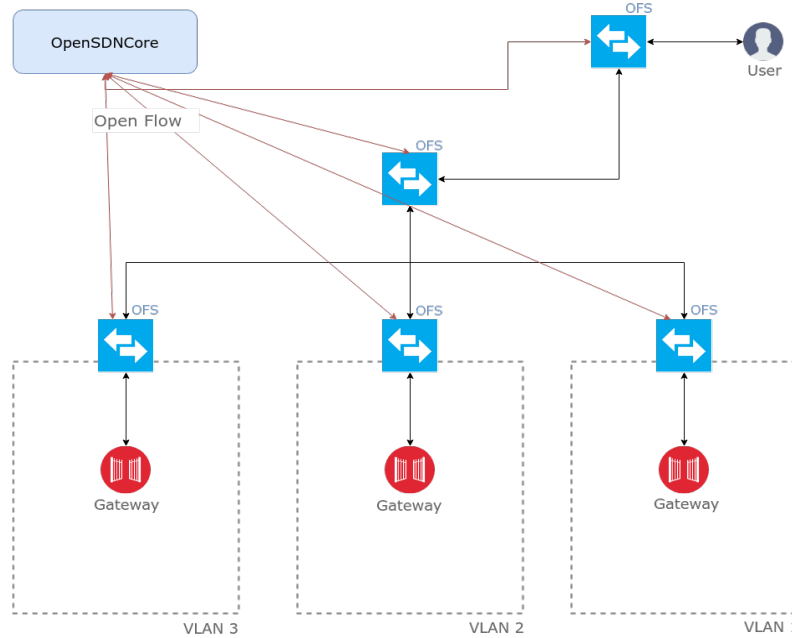 OFS
OpenSDNCore
User
Open Flow
OFS
OFS
OFS
OFS
Gateway
Gateway
Gateway
VLAN 3
VLAN 2
VLAN